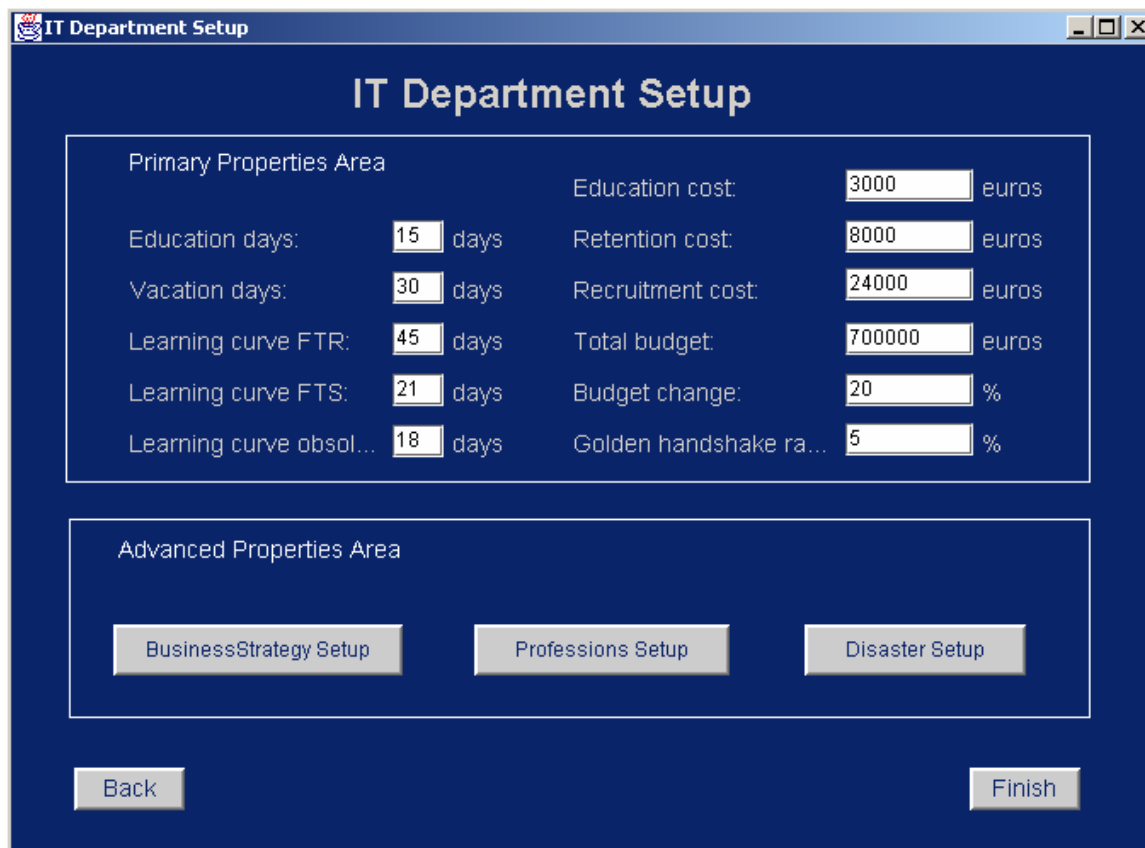 IT Department Setup
IT Department Setup
Primary Properties Area
Education cost: 3000 euros
Education days: 15 days Retention cost: 8000 euros
Vacation days: 30 days Recruitment cost: 24000 euros
Learning curve FTR: 45 days Total budget: 700000 euros
Learning curve FTS: 21 days Budget change: 20 %
Learning curve obsol... 18 days Golden handshake ra... 5 %
Advanced Properties Area
BusinessStrategy Setup Professions Setup Disaster Setup
Back Finish